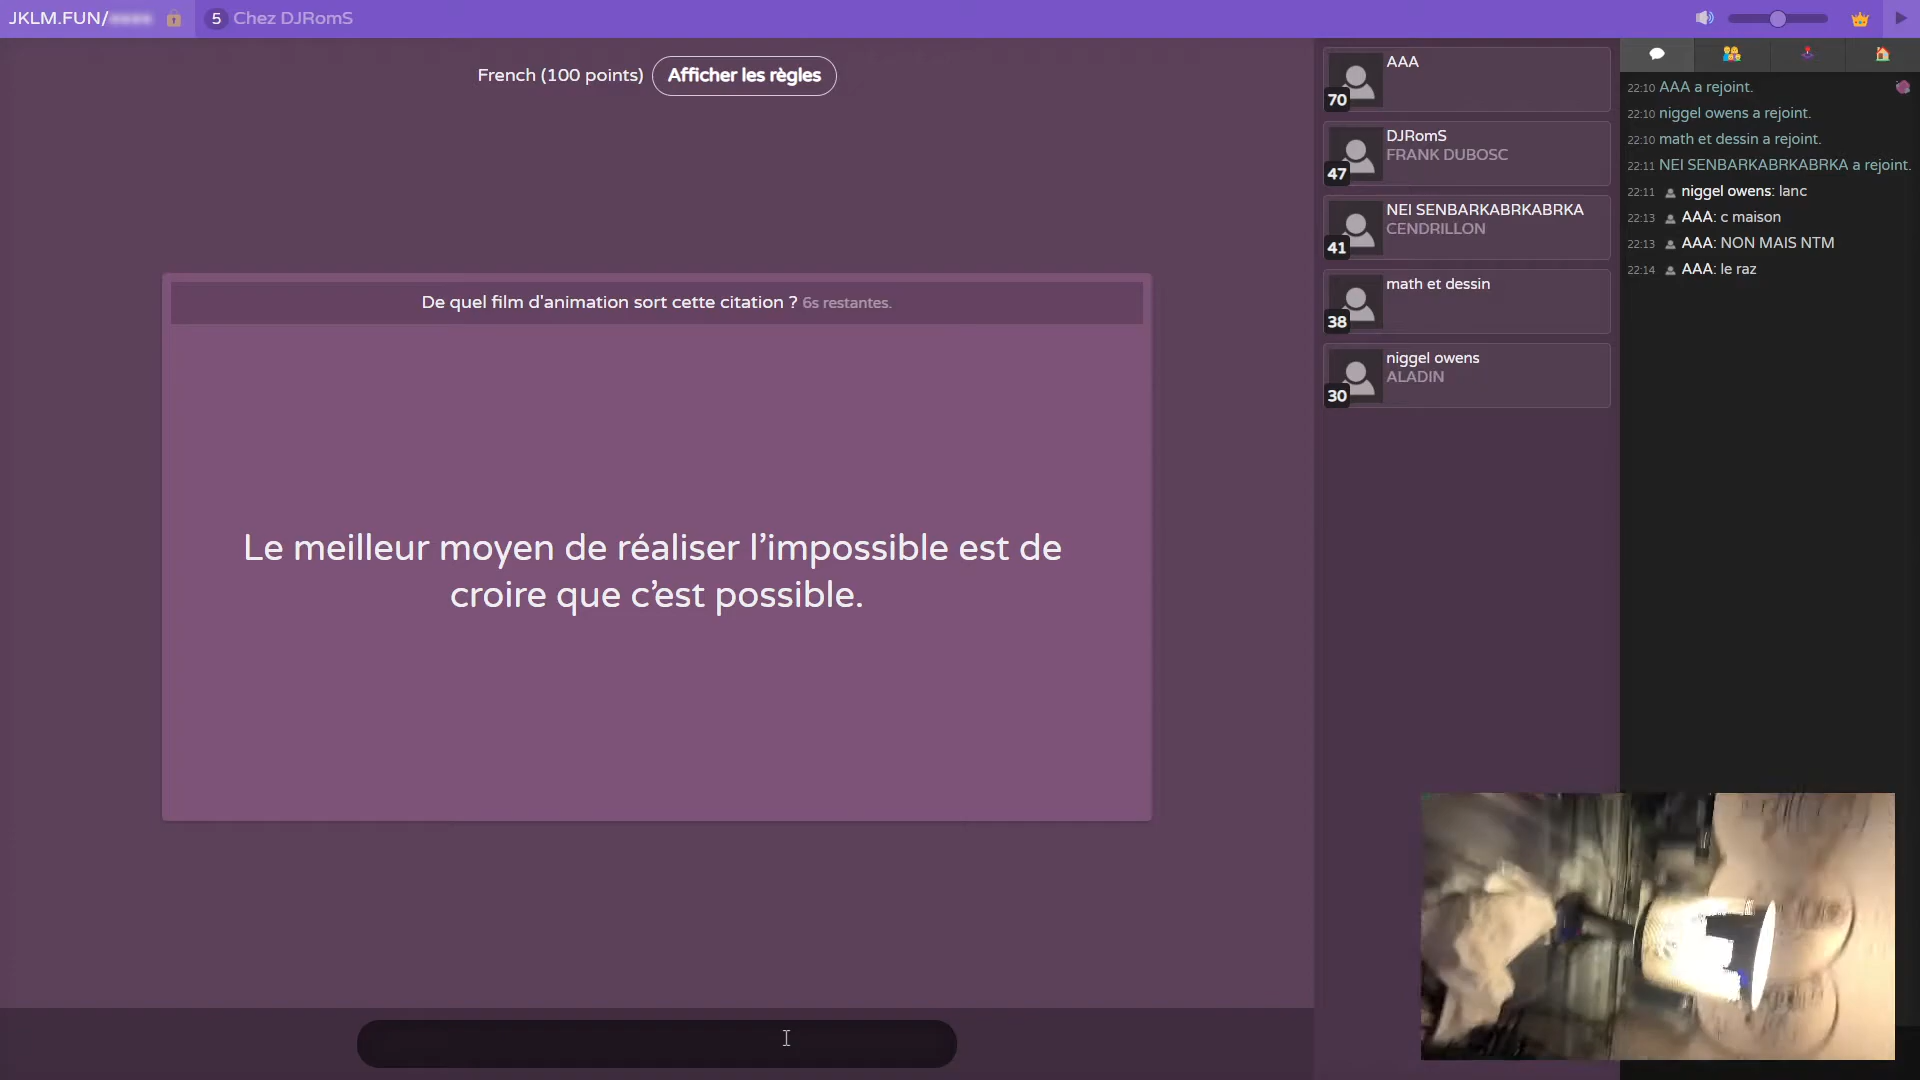 JKLM.FUN/
5 Chez DJRomS
French (100 points) Afficher les règles
De quel film d'animation sort cette citation ? 6s restantes.
Le meilleur moyen de réaliser l’impossible est de
croire que c’est possible.
AAA
70
DJRomS
FRANK DUBOSC
47
NEI SENBARKABRKABRKA
CENDRILLON
41
math et dessin
38
niggel owens
ALADIN
30
22:10 AAA a rejoint.
22:10 niggel owens a rejoint.
22:10 math et dessin a rejoint.
22:11 NEI SENBARKABRKABRKA a rejoint.
22:11 niggel owens: lanc
22:13 AAA: c maison
22:13 AAA: NON MAIS NTM
22:14 AAA: le raz